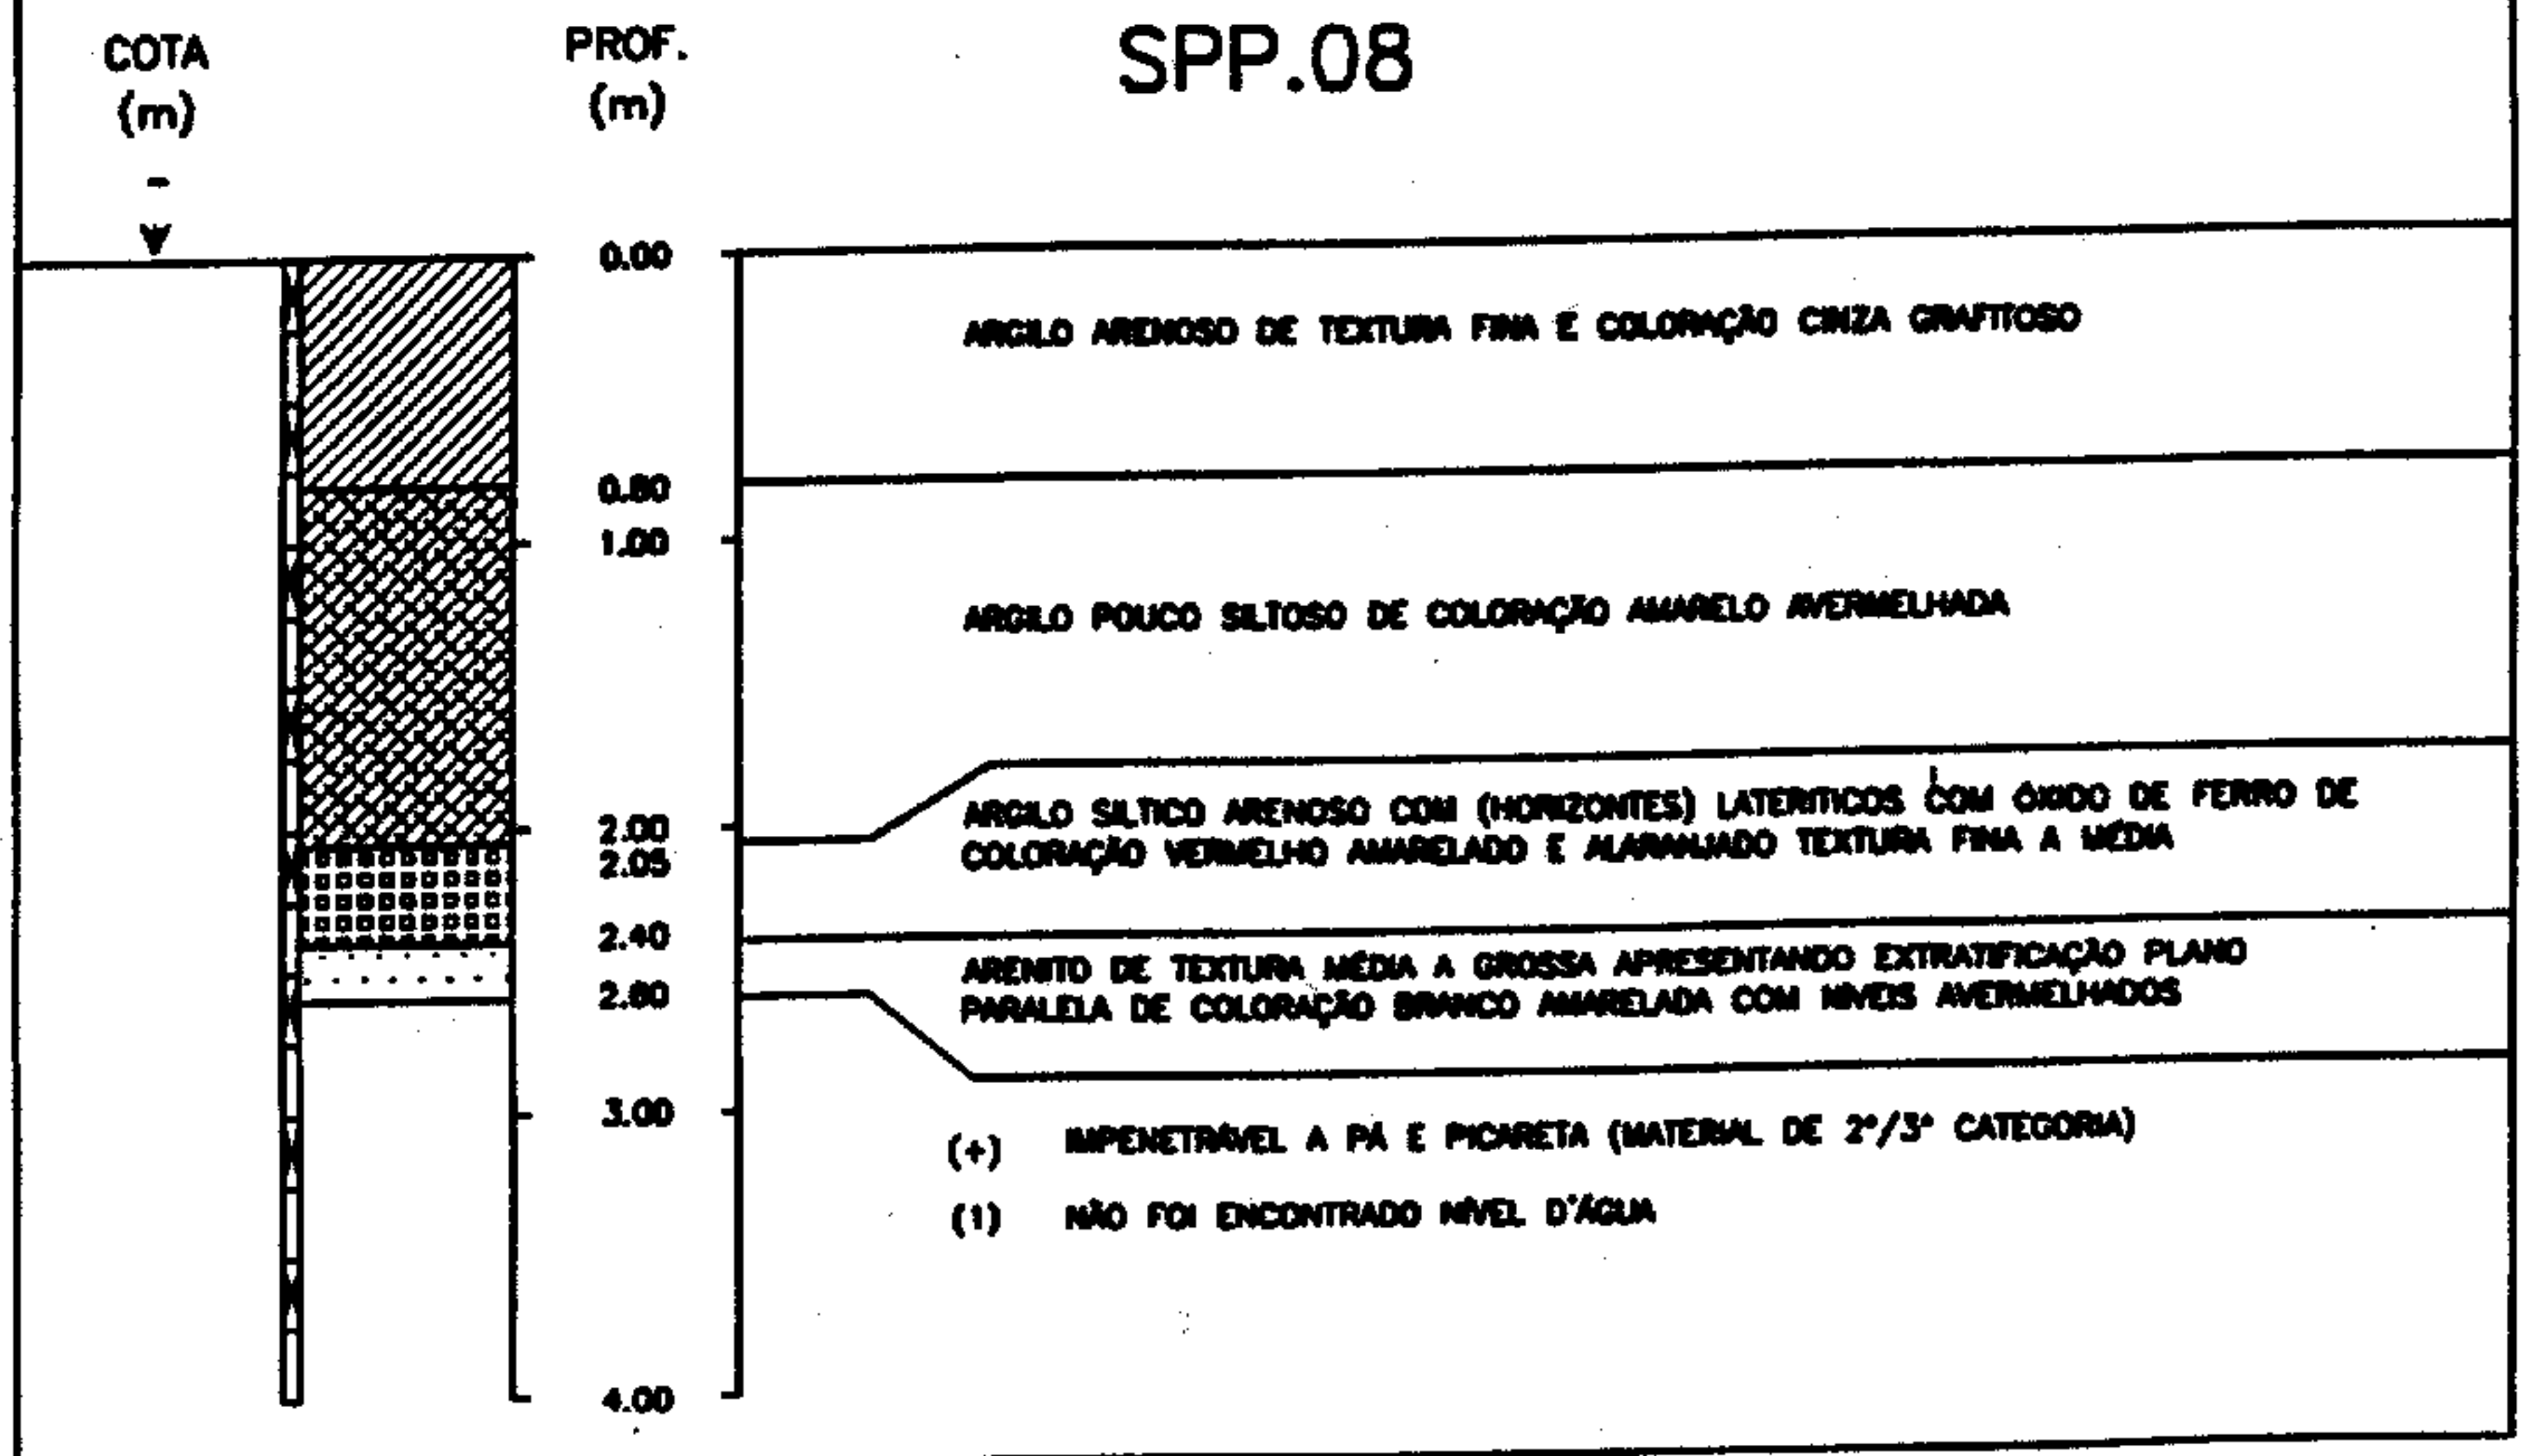 COTA
(m)
-
PROF.
(m)
SPP.08
0.00
ARGILO ARENOSO DE TEXTURA FINA E COLORAÇÃO CINZA GRAFITOSO
0.80
1.00
ARGILO POUCO SILTOSO DE COLORAÇÃO AMARELO AVERMELHADA
2.00
2.05
ARGILO SILTICO ARENOSO COM (HORIZONTES) LATERITICOS COM ÓXIDO DE FERRO DE
COLORAÇÃO VERMELHO AMARELADO E ALARANJADO TEXTURA FINA A MÉDIA
2.40
ARENITO DE TEXTURA MÉDIA A GROSSA APRESENTANDO EXTRATIFICAÇÃO PLANO
PARALELA DE COLORAÇÃO BRANCO AMARELADA COM NIVEIS AVERMELHADOS
2.60
3.00
(+) IMPENETRÁVEL A PÁ E PICARETA (MATERIAL DE 2ª/3ª CATEGORIA)
(1) NÃO FOI ENCONTRADO NIVEL D'ÁGUA
4.00